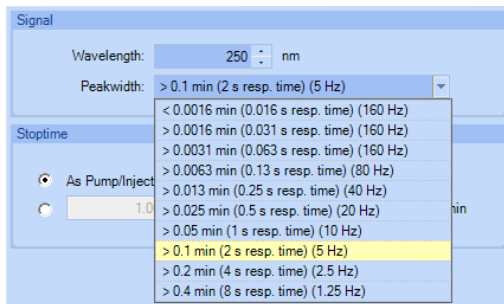 Signal
Wavelength: 250 nm
Peakwidth: > 0.1 min (2 s resp. time) (5 Hz)
< 0.0016 min (0.016 s resp. time) (160 Hz)
> 0.0016 min (0.031 s resp. time) (160 Hz)
> 0.0031 min (0.063 s resp. time) (160 Hz)
> 0.0063 min (0.13 s resp. time) (80 Hz)
> 0.013 min (0.25 s resp. time) (40 Hz)
> 0.025 min (0.5 s resp. time) (20 Hz)
> 0.05 min (1 s resp. time) (10 Hz)
> 0.1 min (2 s resp. time) (5 Hz)
> 0.2 min (4 s resp. time) (2.5 Hz)
> 0.4 min (8 s resp. time) (1.25 Hz)
Stoptime
As Pump/Inject
1.0 in